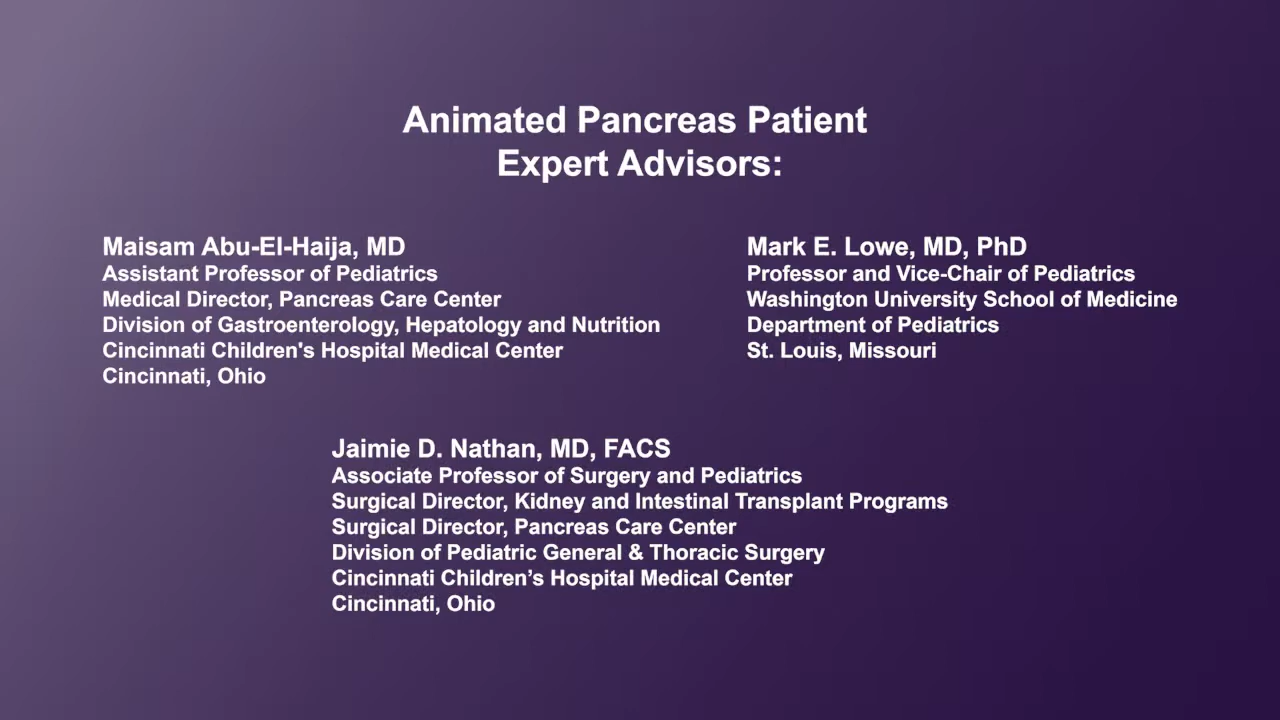 Animated Pancreas Patient
Expert Advisors:
Maisam Abu-El-Haija, MD
Assistant Professor of Pediatrics
Medical Director, Pancreas Care Center
Division of Gastroenterology, Hepatology and Nutrition
Cincinnati Children's Hospital Medical Center
Cincinnati, Ohio
Mark E. Lowe, MD, PhD
Professor and Vice-Chair of Pediatrics
Washington University School of Medicine
Department of Pediatrics
St. Louis, Missouri
Jaimie D. Nathan, MD, FACS
Associate Professor of Surgery and Pediatrics
Surgical Director, Kidney and Intestinal Transplant Programs
Surgical Director, Pancreas Care Center
Division of Pediatric General & Thoracic Surgery
Cincinnati Children’s Hospital Medical Center
Cincinnati, Ohio